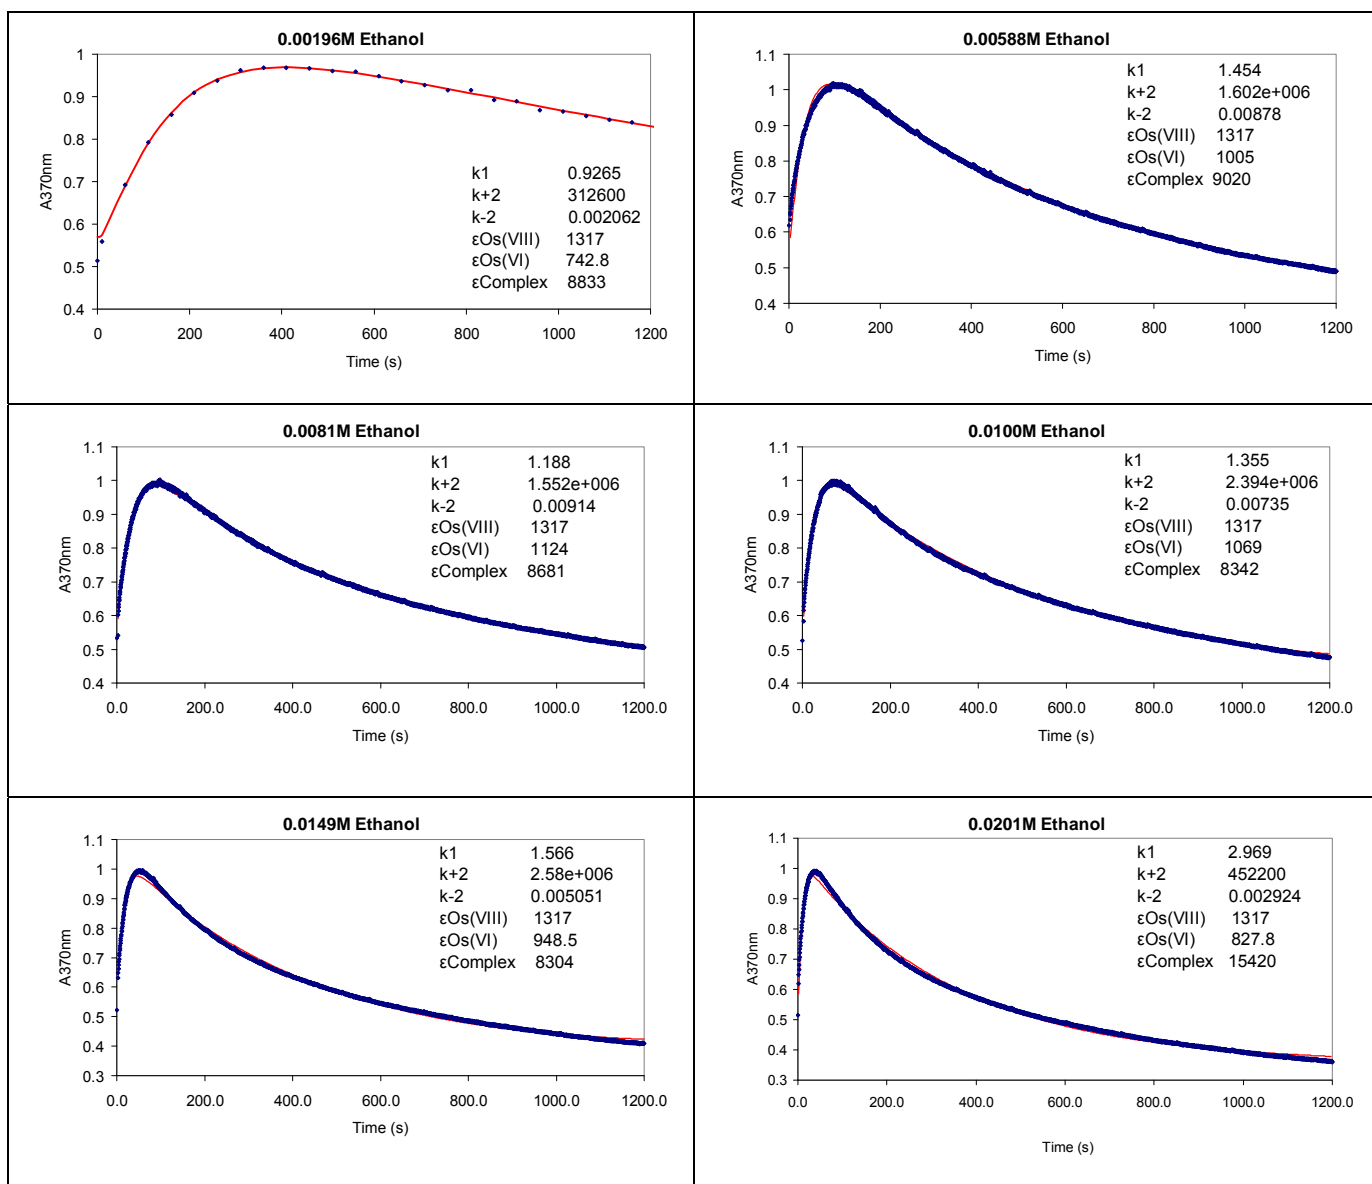 0.00196M Ethanol
1
0.9
0.8
0.7
0.6
0.5
0.4
A370nm
k1 0.9265
k+2 312600
k-2 0.002062
εOs(VIII) 1317
εOs(VI) 742.8
εComplex 8833
0 200 400 600 800 1000 1200
Time (s)
0.00588M Ethanol
1.1
1.0
0.9
0.8
0.7
0.6
0.5
0.4
A370nm
k1 1.454
k+2 1.602e+006
k-2 0.00878
εOs(VIII) 1317
εOs(VI) 1005
εComplex 9020
0 200 400 600 800 1000 1200
Time (s)
0.0081M Ethanol
1.1
1
0.9
0.8
0.7
0.6
0.5
0.4
A370nm
k1 1.188
k+2 1.552e+006
k-2 0.00914
εOs(VIII) 1317
εOs(VI) 1124
εComplex 8681
0.0 200.0 400.0 600.0 800.0 1000.0 1200.0
Time (s)
0.0100M Ethanol
1.1
1
0.9
0.8
0.7
0.6
0.5
0.4
A370nm
k1 1.355
k+2 2.394e+006
k-2 0.00735
εOs(VIII) 1317
εOs(VI) 1069
εComplex 8342
0.0 200.0 400.0 600.0 800.0 1000.0 1200.0
Time (s)
0.0149M Ethanol
1.1
1
0.9
0.8
0.7
0.6
0.5
0.4
0.3
A370nm
k1 1.566
k+2 2.58e+006
k-2 0.005051
εOs(VIII) 1317
εOs(VI) 948.5
εComplex 8304
0.0 200.0 400.0 600.0 800.0 1000.0 1200.0
Time (s)
0.0201M Ethanol
1.1
1
0.9
0.8
0.7
0.6
0.5
0.4
0.3
A370nm
k1 2.969
k+2 452200
k-2 0.002924
εOs(VIII) 1317
εOs(VI) 827.8
εComplex 15420
0.0 200.0 400.0 600.0 800.0 1000.0 1200.0
Time (s)